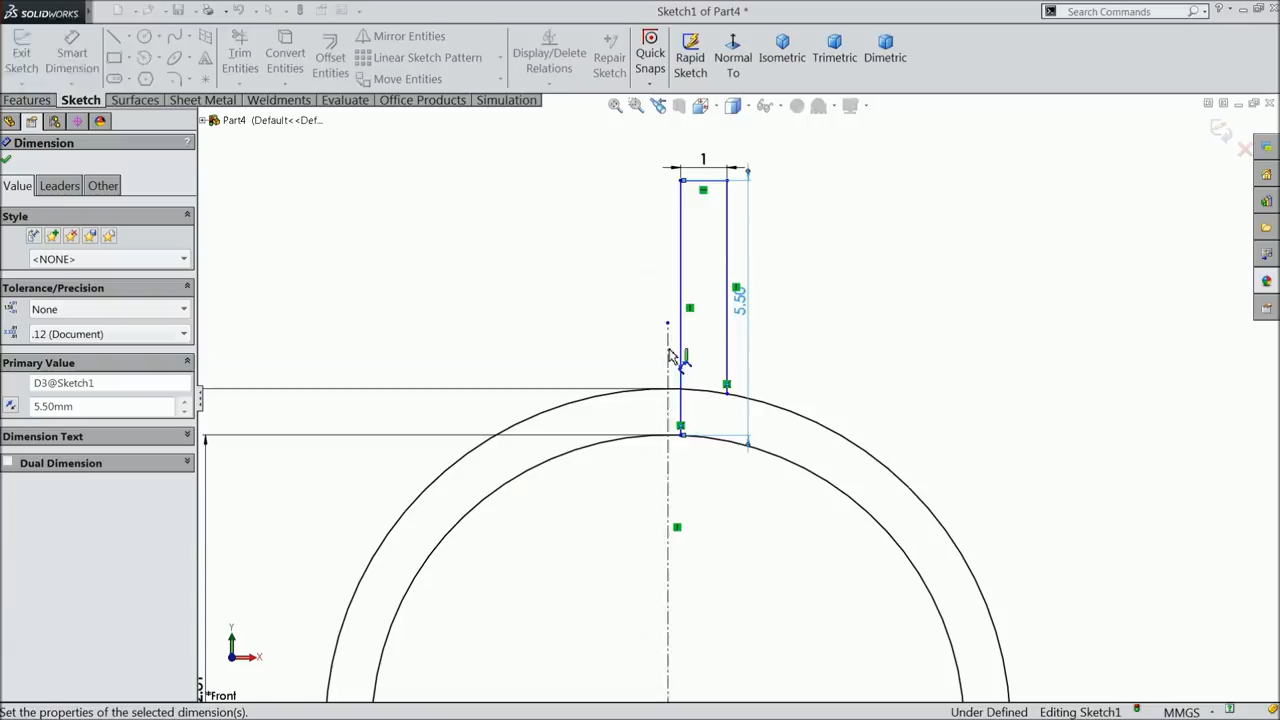 SOLIDWORKS
Sketch1 of Part4 *
Search Commands
?
Exit Sketch
Smart Dimension
Trim Entities
Convert Entities
Offset Entities
Mirror Entities
Linear Sketch Pattern
Move Entities
Display/Delete Relations
Repair Sketch
Quick Snaps
Rapid Sketch
Normal To
Isometric
Trimetric
Dimetric
Features
Sketch
Surfaces
Sheet Metal
Weldments
Evaluate
Office Products
Simulation
Part4 (Default<<Def...
Dimension
?
Value
Leaders
Other
Style
<NONE>
Tolerance/Precision
None
.12 (Document)
Primary Value
D3@Sketch1
5.50mm
Dimension Text
Dual Dimension
1
5.50
Y
X
*Front
Set the properties of the selected dimension(s).
Under Defined
Editing Sketch1
MMGS
?